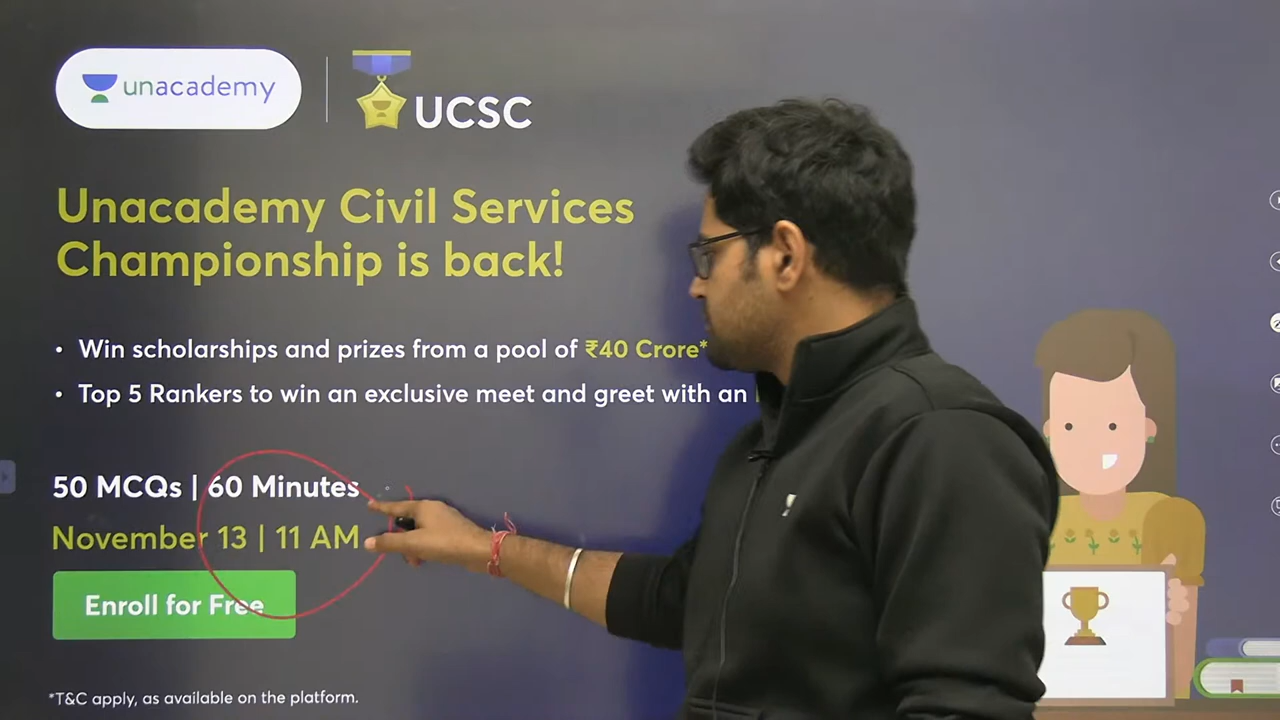 unacademy
UCSC
Unacademy Civil Services
Championship is back!
• Win scholarships and prizes from a pool of ₹40 Crore*
• Top 5 Rankers to win an exclusive meet and greet with an
50 MCQs | 60 Minutes
November 13 | 11 AM
Enroll for Free
*T&C apply, as available on the platform.